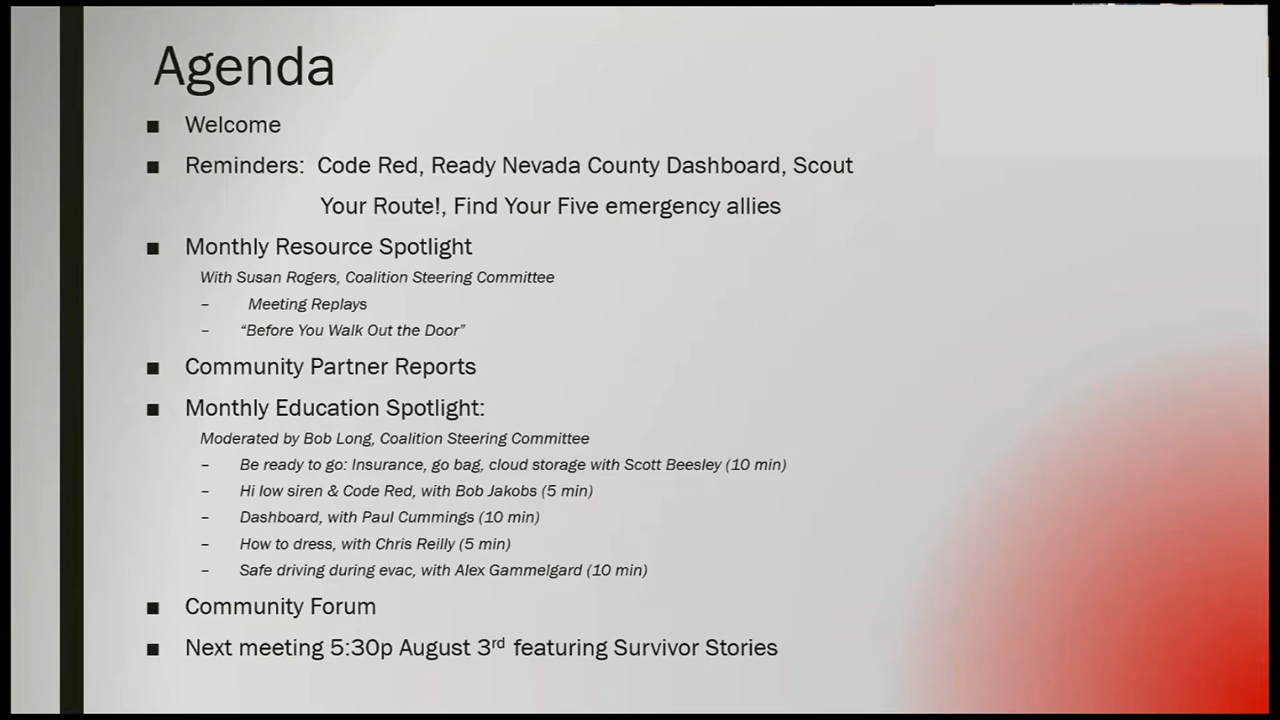 Agenda
■ Welcome
■ Reminders: Code Red, Ready Nevada County Dashboard, Scout
Your Route!, Find Your Five emergency allies
■ Monthly Resource Spotlight
With Susan Rogers, Coalition Steering Committee
– Meeting Replays
– “Before You Walk Out the Door”
■ Community Partner Reports
■ Monthly Education Spotlight:
Moderated by Bob Long, Coalition Steering Committee
– Be ready to go: Insurance, go bag, cloud storage with Scott Beesley (10 min)
– Hi low siren & Code Red, with Bob Jakobs (5 min)
– Dashboard, with Paul Cummings (10 min)
– How to dress, with Chris Reilly (5 min)
– Safe driving during evac, with Alex Gammelgard (10 min)
■ Community Forum
■ Next meeting 5:30p August 3rd featuring Survivor Stories